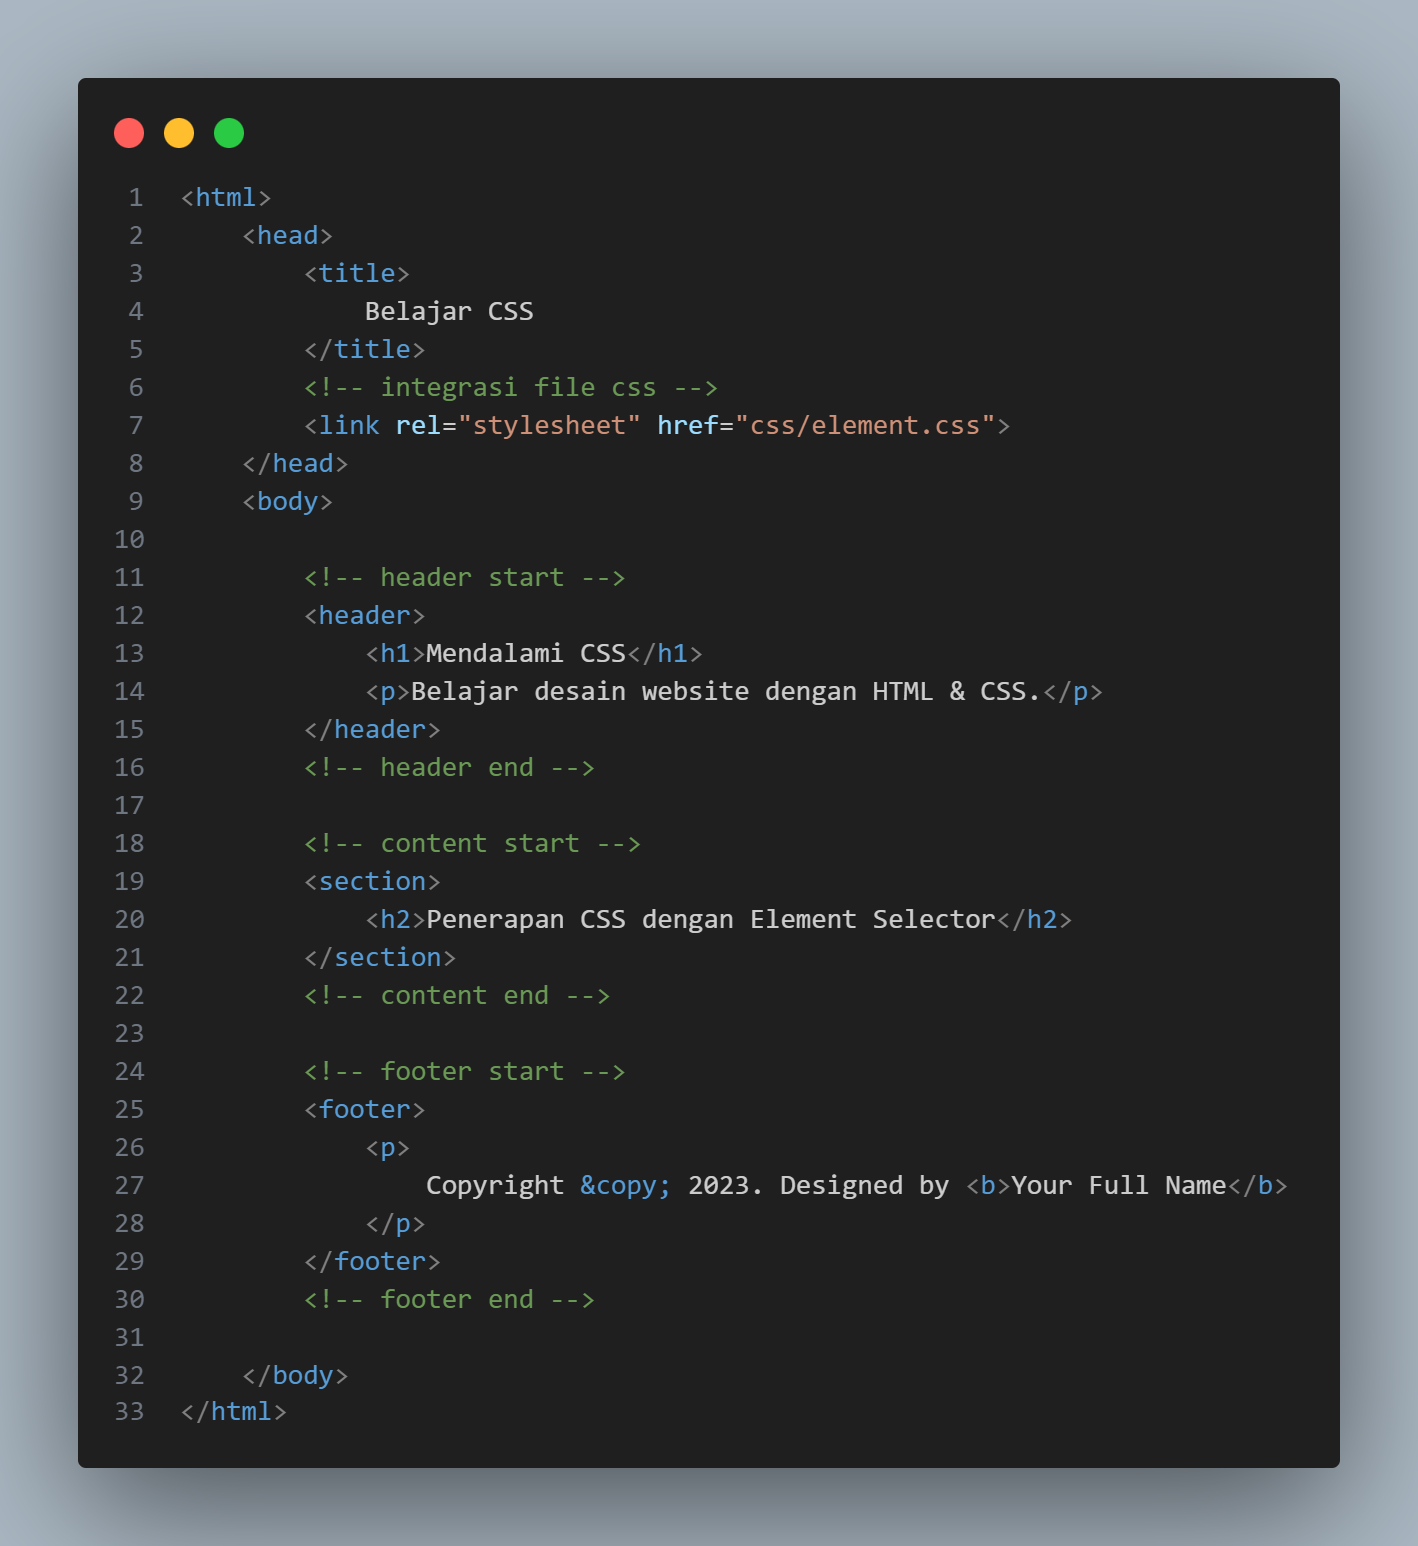 1 <html>
2 <head>
3 <title>
4 Belajar CSS
5 </title>
6 <!-- integrasi file css -->
7 <link rel="stylesheet" href="css/element.css">
8 </head>
9 <body>
10
11 <!-- header start -->
12 <header>
13 <h1>Mendalami CSS</h1>
14 <p>Belajar desain website dengan HTML & CSS.</p>
15 </header>
16 <!-- header end -->
17
18 <!-- content start -->
19 <section>
20 <h2>Penerapan CSS dengan Element Selector</h2>
21 </section>
22 <!-- content end -->
23
24 <!-- footer start -->
25 <footer>
26 <p>
27 Copyright &copy; 2023. Designed by <b>Your Full Name</b>
28 </p>
29 </footer>
30 <!-- footer end -->
31
32 </body>
33 </html>